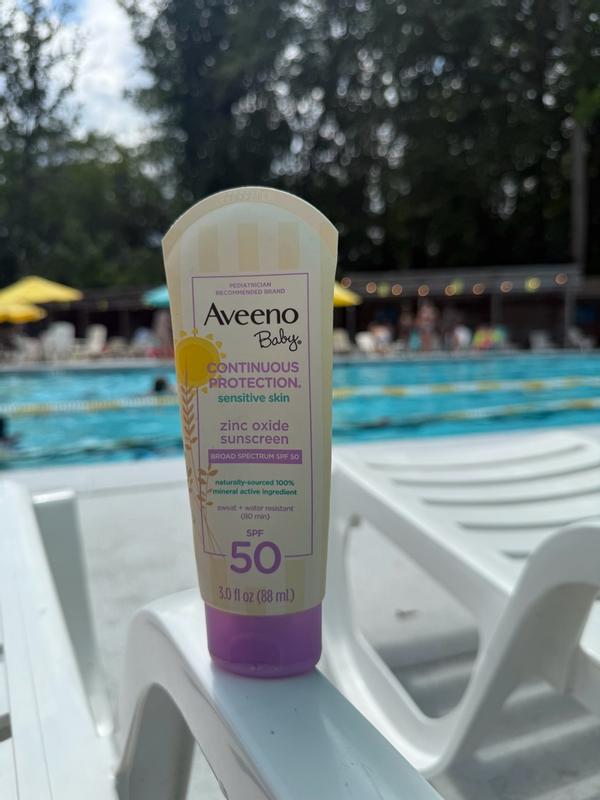 PEDIATRICIAN
RECOMMENDED BRAND
Aveeno
Baby®
CONTINUOUS
PROTECTION.
sensitive skin
zinc oxide
sunscreen
BROAD SPECTRUM SPF 50
naturally-sourced 100%
mineral active ingredient
sweat + water resistant
(80 min)
SPF
50
3.0 fl oz (88 mL)